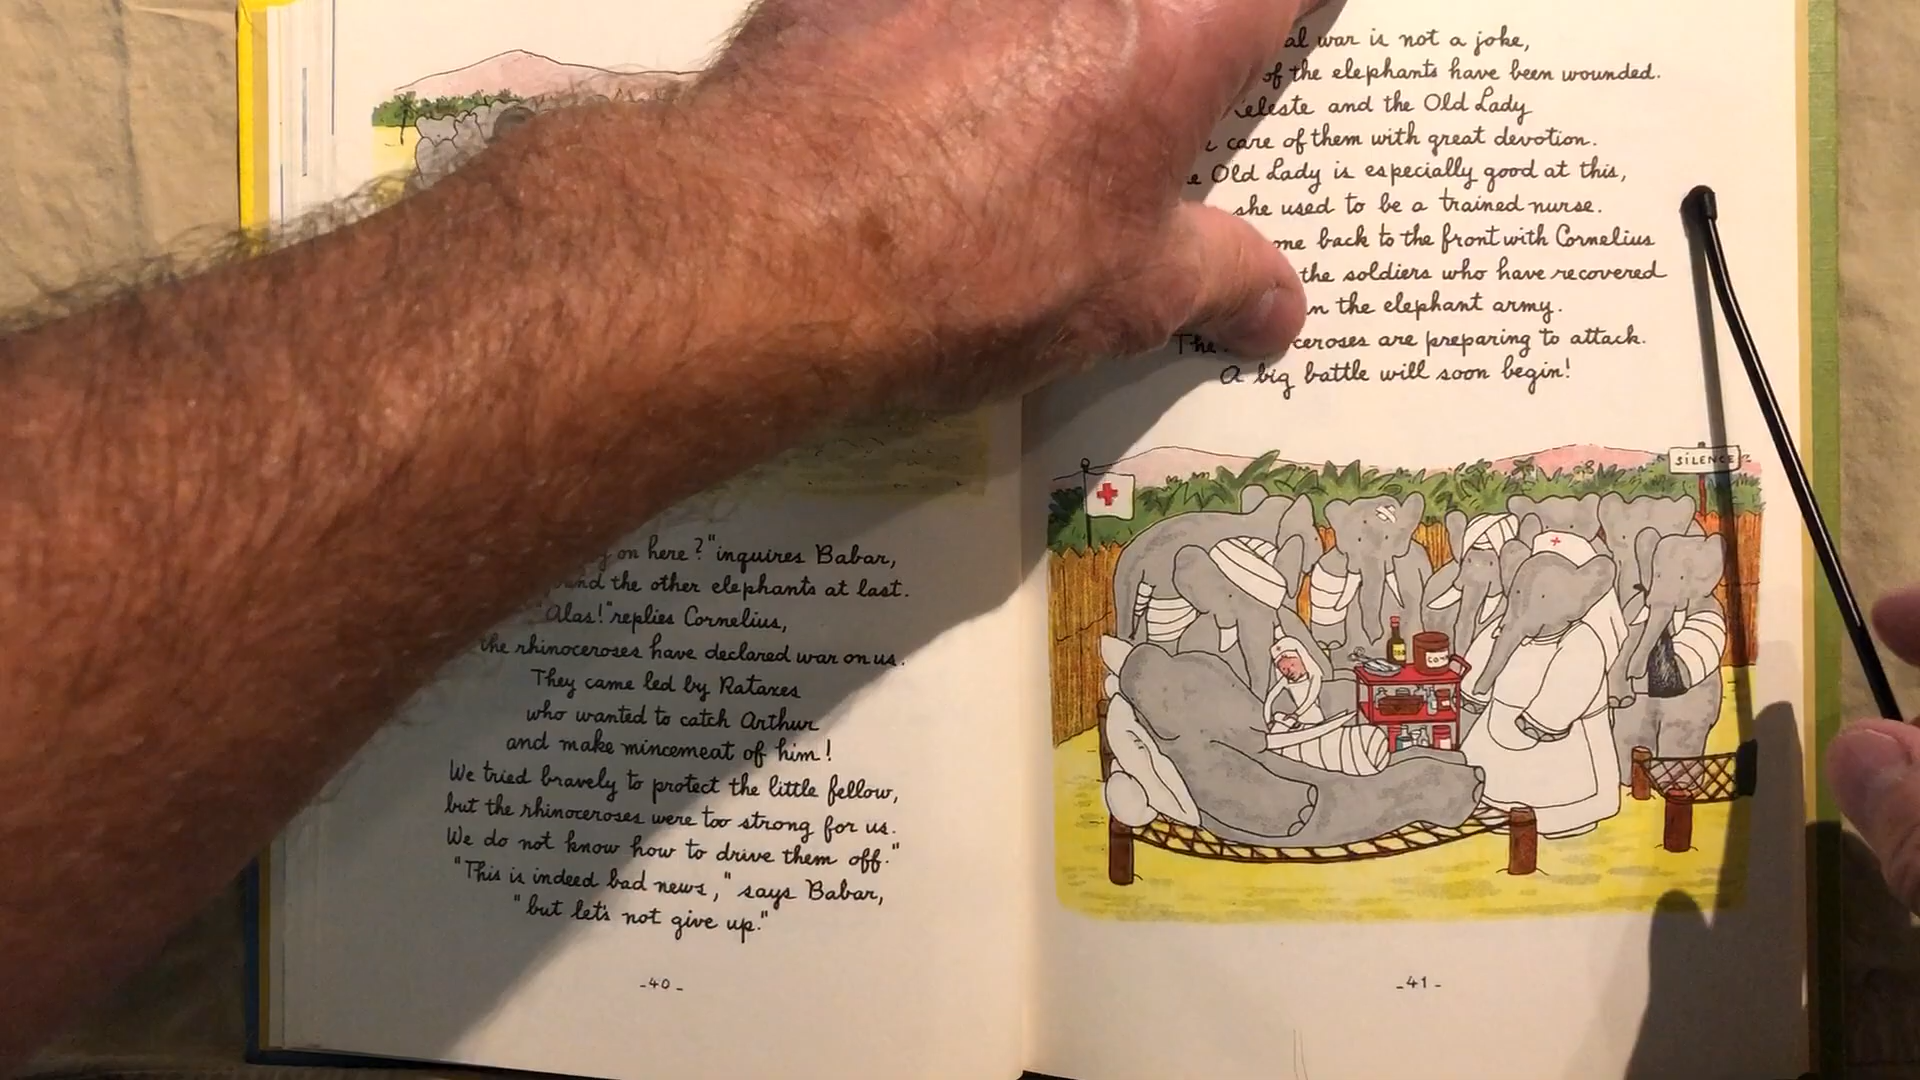 on here?" inquires Babar,
and the other elephants at last.
"Alas!" replies Cornelius,
the rhinoceroses have declared war on us.
They came led by Rataxes
who wanted to catch Arthur
and make mincemeat of him!
We tried bravely to protect the little fellow,
but the rhinoceroses were too strong for us.
We do not know how to drive them off."
"This is indeed bad news," says Babar,
"but let's not give up."
-40-
war is not a joke,
of the elephants have been wounded.
Celeste and the Old Lady
care of them with great devotion.
Old Lady is especially good at this,
she used to be a trained nurse.
back to the front with Cornelius
the soldiers who have recovered
in the elephant army.
The are preparing to attack.
A big battle will soon begin!
SILENCE
-41-